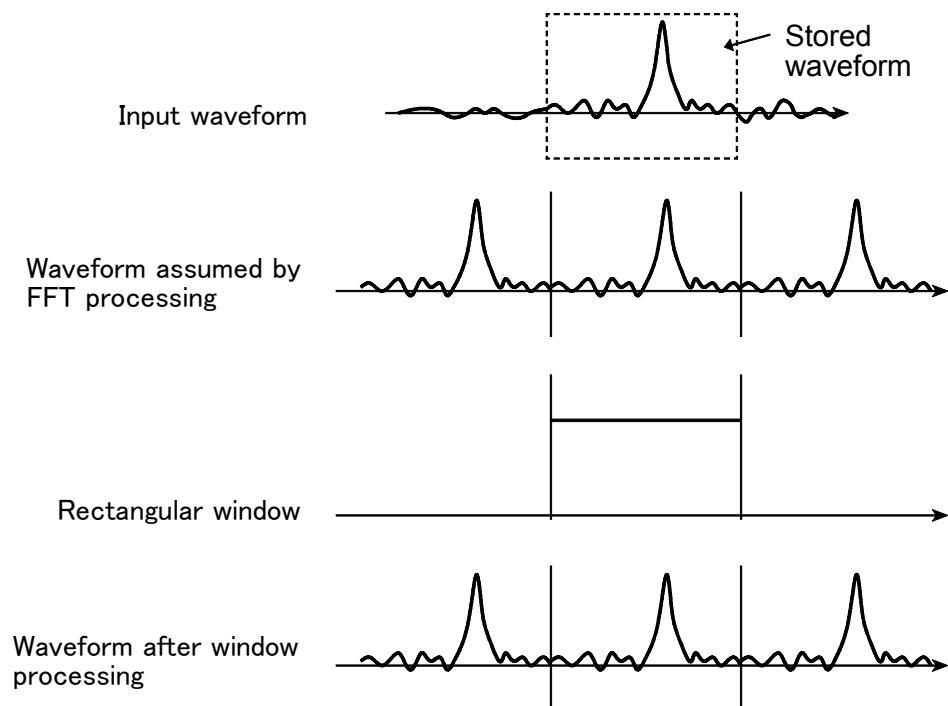 Stored
waveform
Input waveform
Waveform assumed by
FFT processing
Rectangular window
Waveform after window
processing